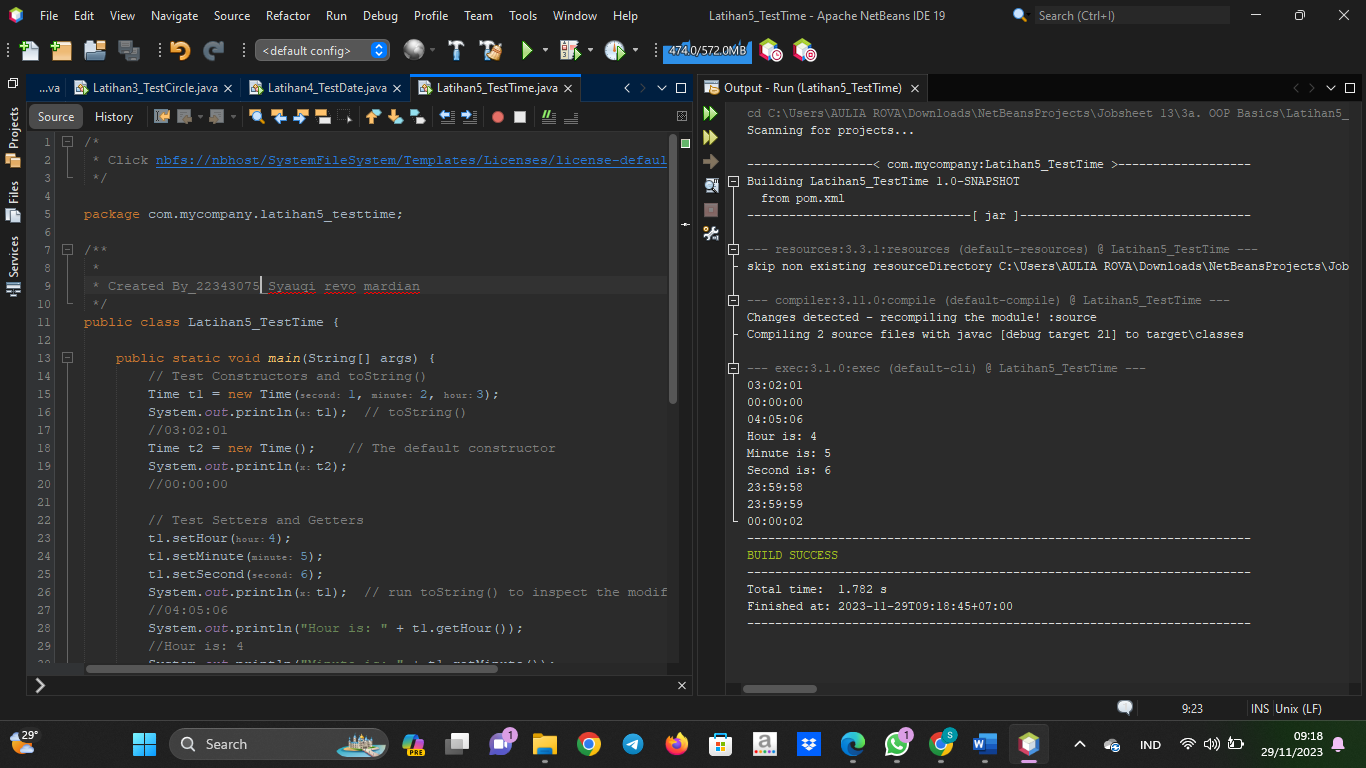 File Edit View Navigate Source Refactor Run Debug Profile Team Tools Window Help
Latihan5_TestTime - Apache NetBeans IDE 19
Search (Ctrl+I)
<default config>
474.0/572.0MB
...va
Latihan3_TestCircle.java
Latihan4_TestDate.java
Latihan5_TestTime.java
Source History
Projects
Files
Services
1 /*
2 * Click nbfs://nbhost/SystemFileSystem/Templates/Licenses/license-defaul
3 */
4
5 package com.mycompany.latihan5_testtime;
6
7 /**
8 *
9 * Created By_22343075_Syauqi revo mardian
10 */
11 public class Latihan5_TestTime {
12
13 public static void main(String[] args) {
14 // Test Constructors and toString()
15 Time t1 = new Time(second: 1, minute: 2, hour: 3);
16 System.out.println(x: t1); // toString()
17 //03:02:01
18 Time t2 = new Time(); // The default constructor
19 System.out.println(x: t2);
20 //00:00:00
21
22 // Test Setters and Getters
23 t1.setHour(hour: 4);
24 t1.setMinute(minute: 5);
25 t1.setSecond(second: 6);
26 System.out.println(x: t1); // run toString() to inspect the modif
27 //04:05:06
28 System.out.println("Hour is: " + t1.getHour());
29 //Hour is: 4
30 System.out.println("Minute is: " + t1.getMinute());
Output - Run (Latihan5_TestTime)
cd C:\Users\AULIA ROVA\Downloads\NetBeansProjects\Jobsheet 13\3a. OOP Basics\Latihan5_
Scanning for projects...
-----------------< com.mycompany:Latihan5_TestTime >------------------
Building Latihan5_TestTime 1.0-SNAPSHOT
from pom.xml
--------------------------------[ jar ]---------------------------------
--- resources:3.3.1:resources (default-resources) @ Latihan5_TestTime ---
skip non existing resourceDirectory C:\Users\AULIA ROVA\Downloads\NetBeansProjects\Job
--- compiler:3.11.0:compile (default-compile) @ Latihan5_TestTime ---
Changes detected - recompiling the module! :source
Compiling 2 source files with javac [debug target 21] to target\classes
--- exec:3.1.0:exec (default-cli) @ Latihan5_TestTime ---
03:02:01
00:00:00
04:05:06
Hour is: 4
Minute is: 5
Second is: 6
23:59:58
23:59:59
00:00:02
------------------------------------------------------------------------
BUILD SUCCESS
------------------------------------------------------------------------
Total time: 1.782 s
Finished at: 2023-11-29T09:18:45+07:00
------------------------------------------------------------------------
9:23 INS Unix (LF)
29°
Search
PRE
1
a
1
S
W
IND
09:18
29/11/2023